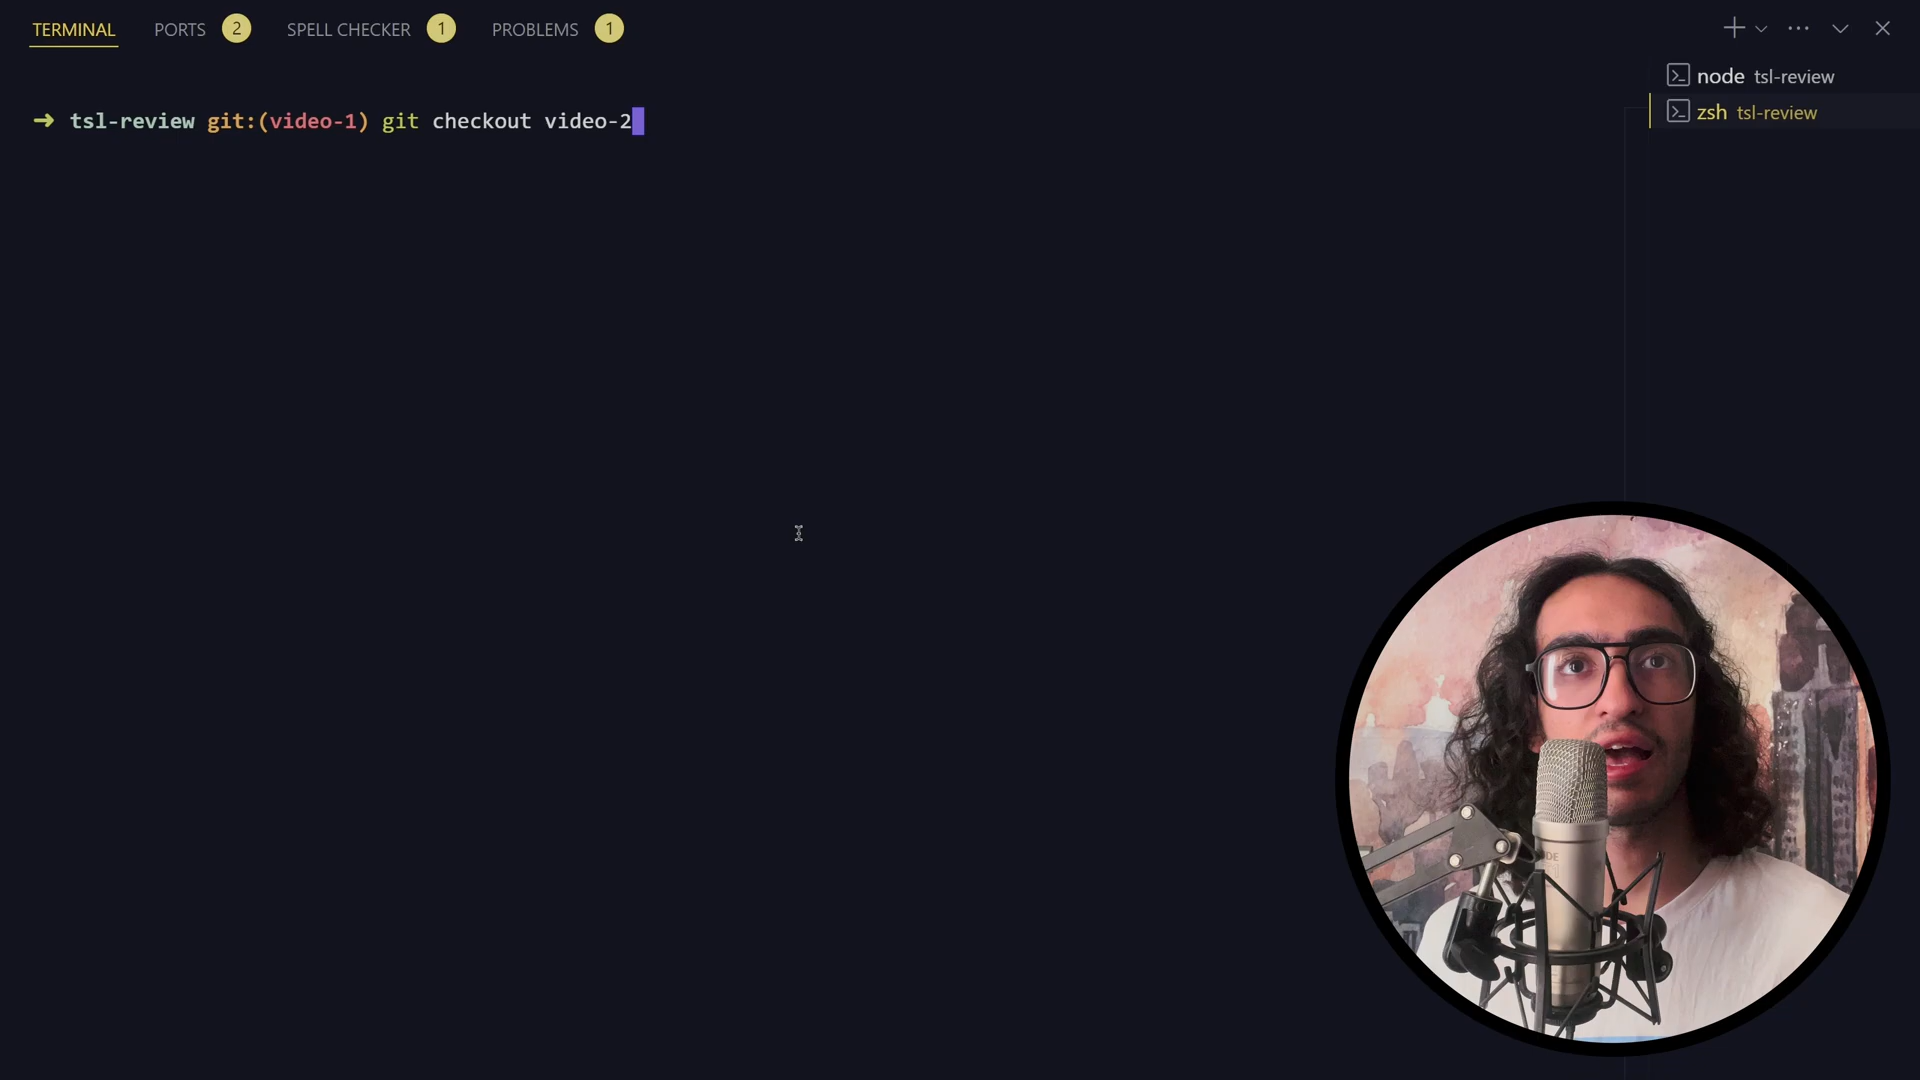 TERMINAL PORTS 2 SPELL CHECKER 1 PROBLEMS 1
node tsl-review
zsh tsl-review
➜ tsl-review git:(video-1) git checkout video-2